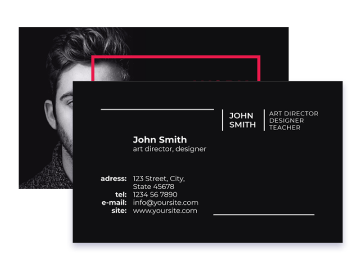 JOHN
SMITH
ART DIRECTOR
DESIGNER
TEACHER
John Smith
art director, designer
adress: 123 Street, City,
State 45678
tel: 1234 56 7890
e-mail: info@yoursite.com
site: www.yoursite.com